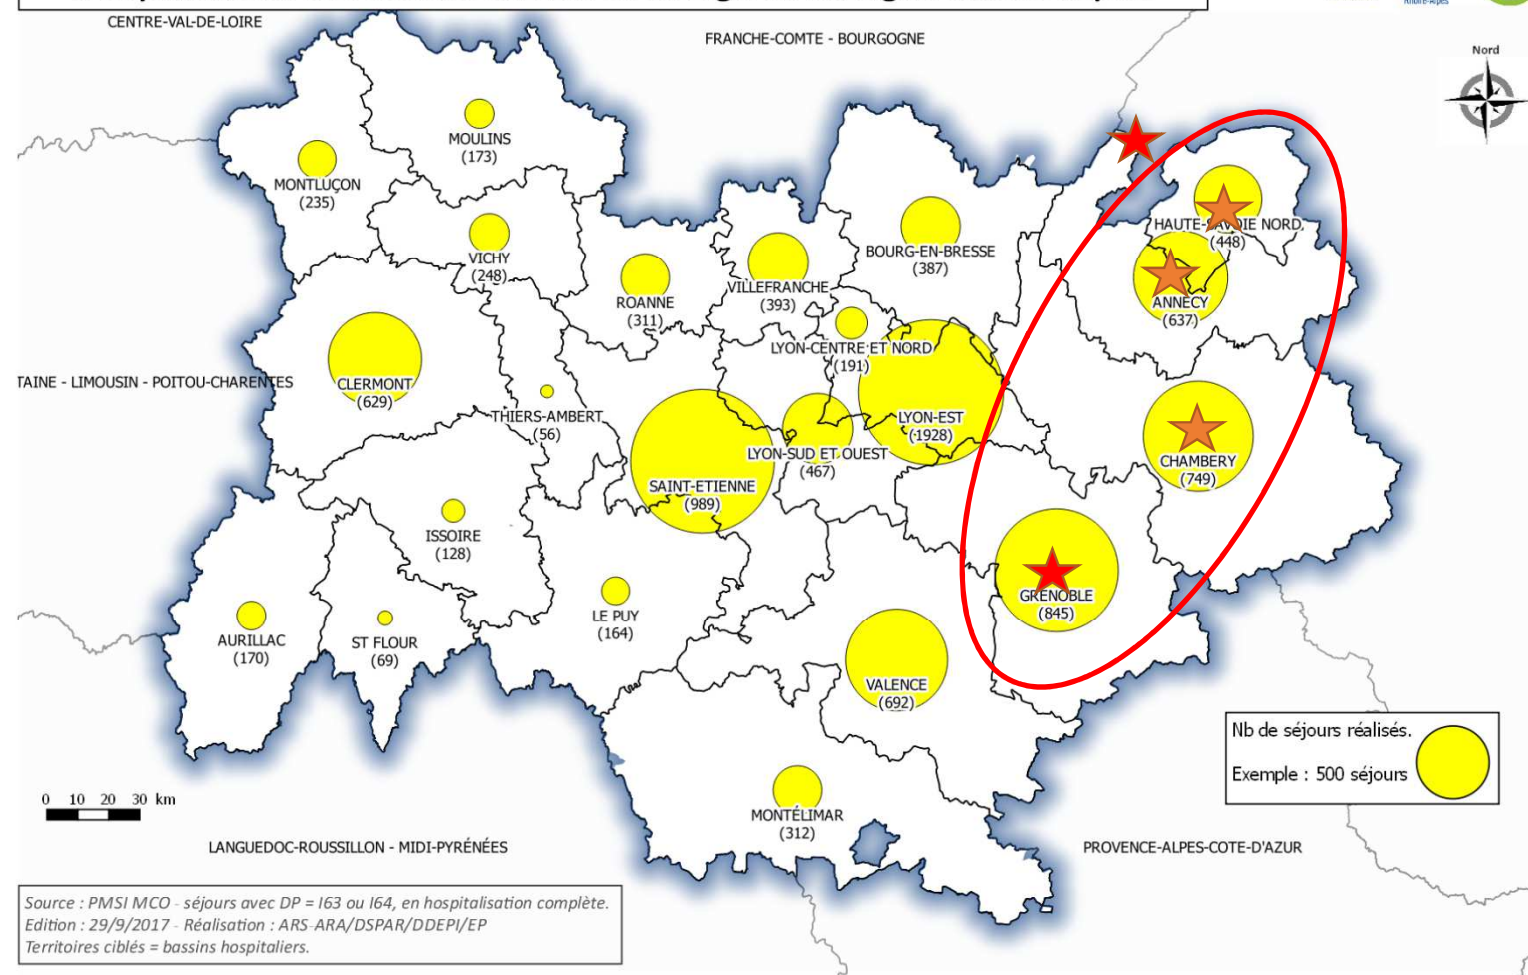 Rhône-Alpes
CENTRE-VAL-DE-LOIRE
FRANCHE-COMTE - BOURGOGNE
Nord
MOULINS
(173)
MONTLUÇON
(235)
HAUTE-SAVOIE NORD
(448)
VICHY
(248)
BOURG-EN-BRESSE
(387)
VILLEFRANCHE
(393)
ROANNE
(311)
ANNECY
(637)
LYON-CENTRE ET NORD
(191)
TAINE - LIMOUSIN - POITOU-CHARENTES
CLERMONT
(629)
THIERS-AMBERT
(56)
LYON-EST
(1928)
LYON-SUD ET OUEST
(467)
CHAMBERY
(749)
SAINT-ETIENNE
(989)
ISSOIRE
(128)
GRENOBLE
(845)
LE PUY
(164)
AURILLAC
(170)
ST FLOUR
(69)
VALENCE
(692)
Nb de séjours réalisés.
Exemple : 500 séjours
0 10 20 30 km
MONTÉLIMAR
(312)
LANGUEDOC-ROUSSILLON - MIDI-PYRÉNÉES
PROVENCE-ALPES-COTE-D'AZUR
Source : PMSI MCO - séjours avec DP = I63 ou I64, en hospitalisation complète.
Edition : 29/9/2017 - Réalisation : ARS-ARA/DSPAR/DDEPI/EP
Territoires ciblés = bassins hospitaliers.